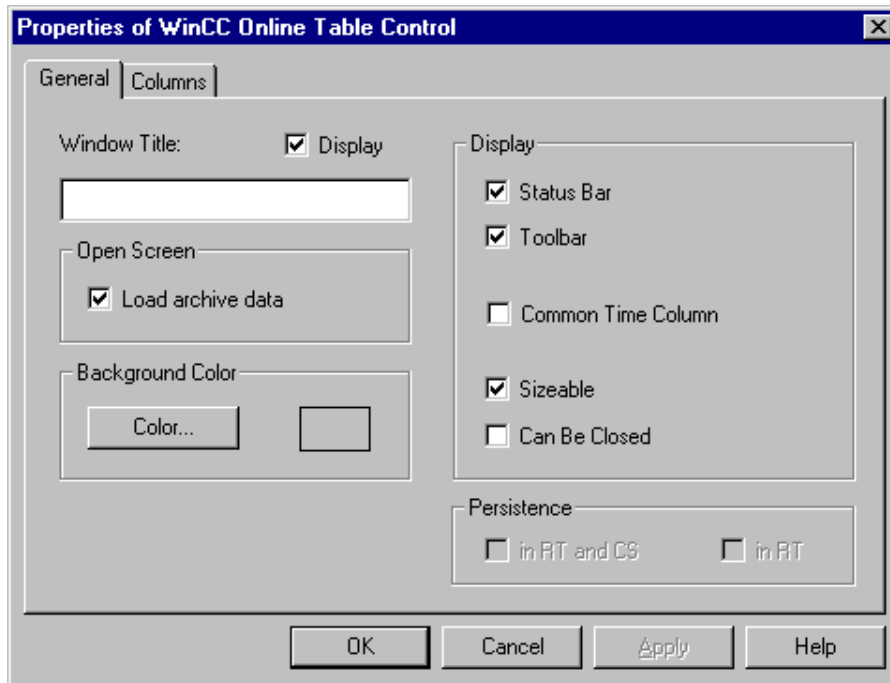 Properties of WinCC Online Table Control
General
Columns
Window Title:
Display
Open Screen
Load archive data
Background Color
Color...
Display
Status Bar
Toolbar
Common Time Column
Sizeable
Can Be Closed
Persistence
in RT and CS
in RT
OK
Cancel
Apply
Help